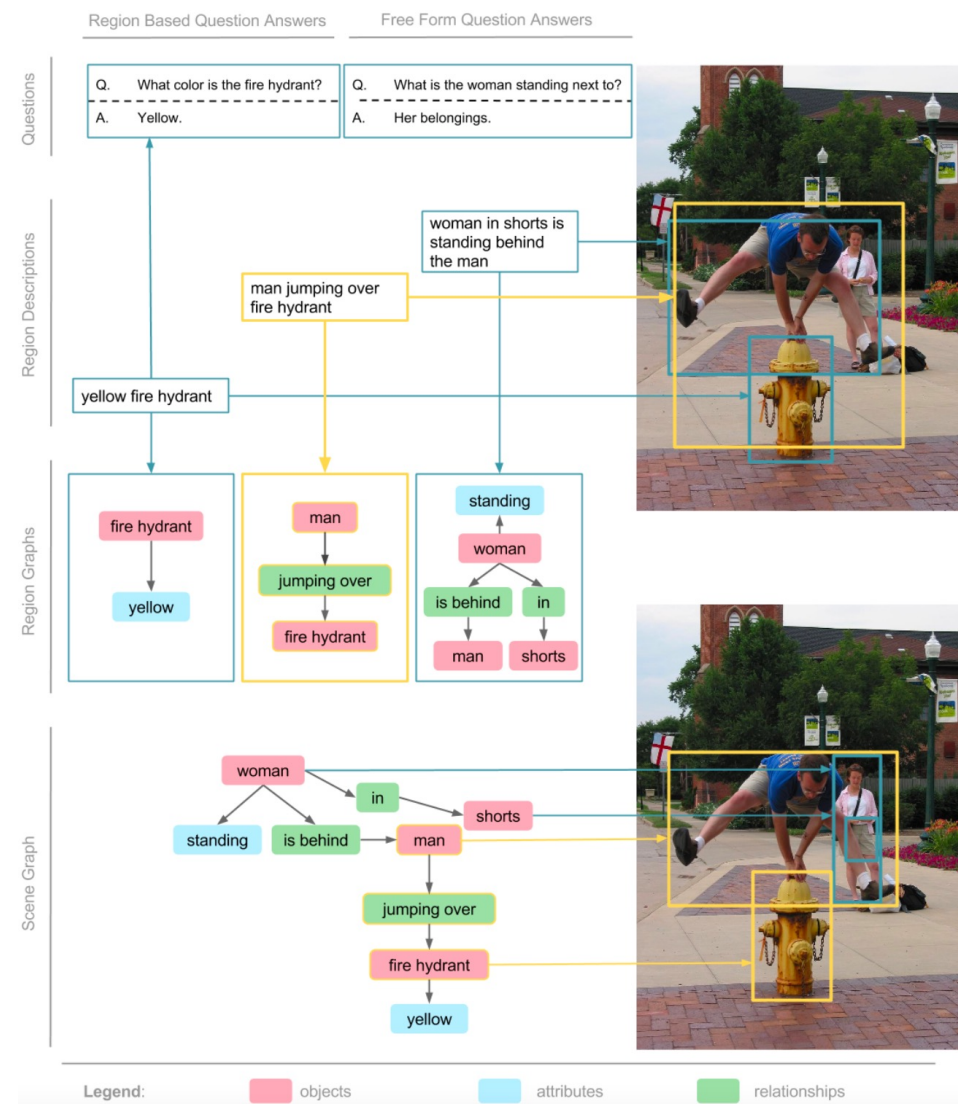 Region Based Question Answers
Free Form Question Answers
Questions
Q. What color is the fire hydrant?
A. Yellow.
Q. What is the woman standing next to?
A. Her belongings.
Region Descriptions
woman in shorts is
standing behind
the man
man jumping over
fire hydrant
yellow fire hydrant
Region Graphs
fire hydrant
yellow
man
jumping over
fire hydrant
standing
woman
is behind
in
man
shorts
Scene Graph
woman
in
shorts
standing
is behind
man
jumping over
fire hydrant
yellow
Legend:
objects
attributes
relationships